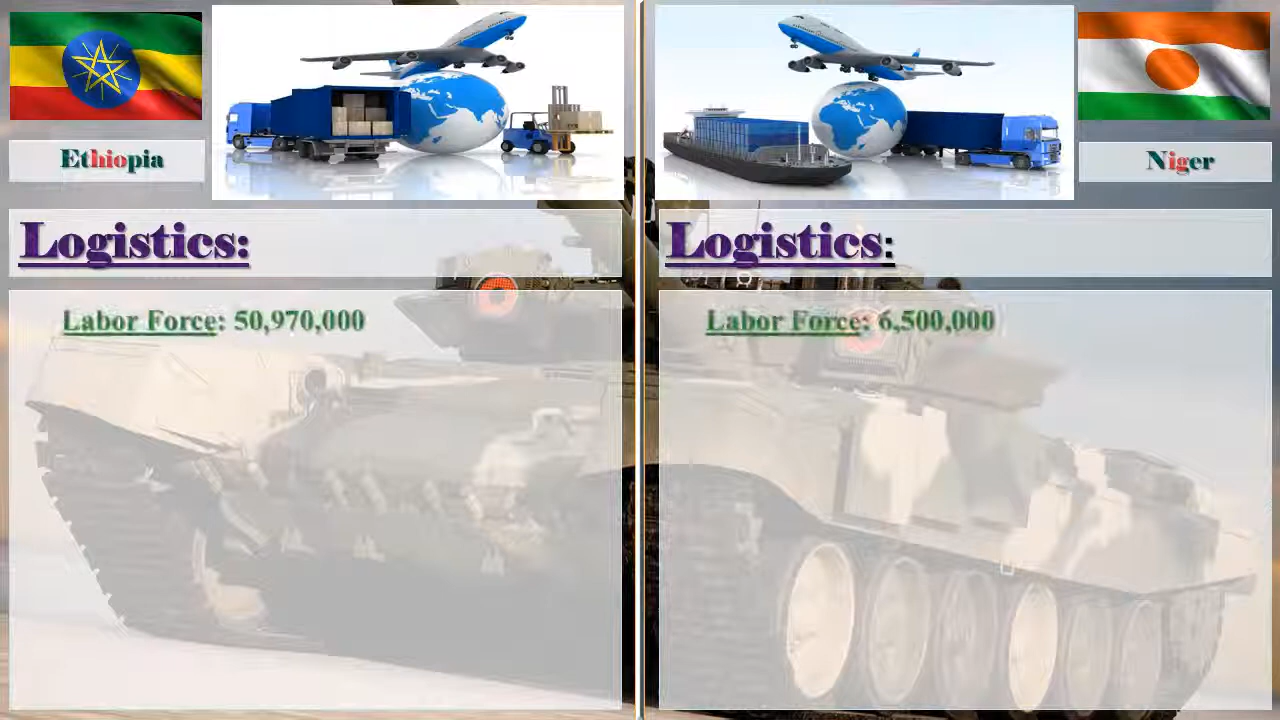 Ethiopia
Niger
Logistics:
Logistics:
Labor Force: 50,970,000
Labor Force: 6,500,000